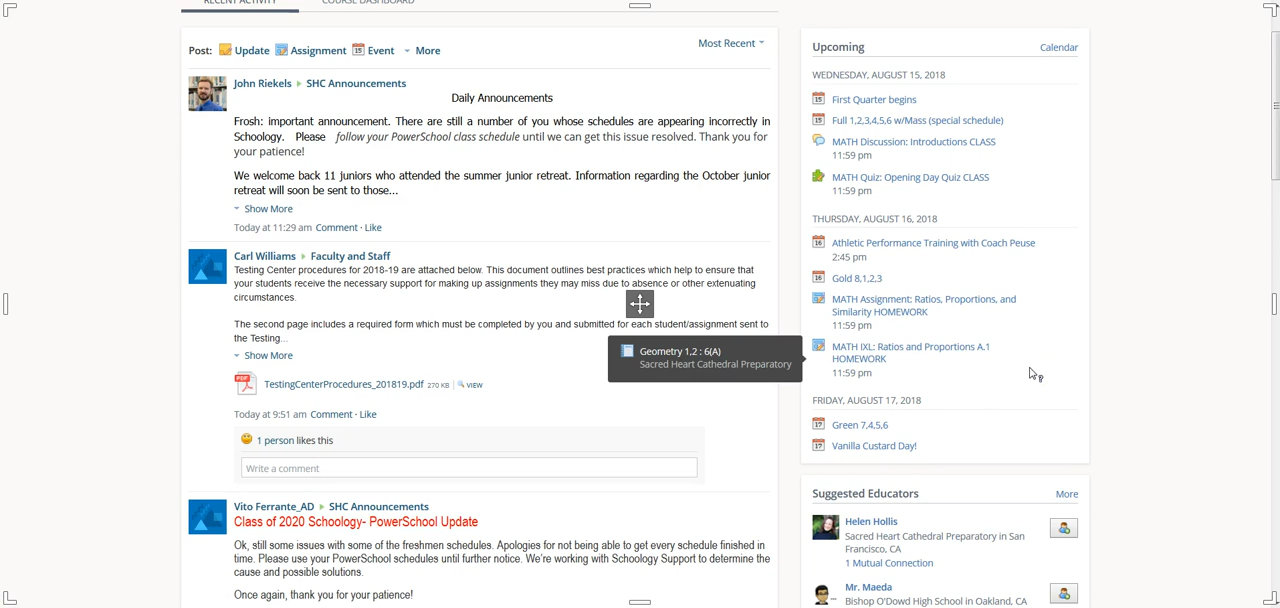 RECENT ACTIVITY COURSE DASHBOARD
Post: Update Assignment Event More
Most Recent
John Riekels SHC Announcements
Daily Announcements
Frosh: important announcement. There are still a number of you whose schedules are appearing incorrectly in
Schoology. Please follow your PowerSchool class schedule until we can get this issue resolved. Thank you for
your patience!
We welcome back 11 juniors who attended the summer junior retreat. Information regarding the October junior
retreat will soon be sent to those...
Show More
Today at 11:29 am Comment · Like
Carl Williams Faculty and Staff
Testing Center procedures for 2018-19 are attached below. This document outlines best practices which help to ensure that
your students receive the necessary support for making up assignments they may miss due to absence or other extenuating
circumstances.
The second page includes a required form which must be completed by you and submitted for each student/assignment sent to
the Testing...
Show More
PDF
TestingCenterProcedures_201819.pdf 270 KB VIEW
Today at 9:51 am Comment · Like
1 person likes this
Write a comment
Vito Ferrante_AD SHC Announcements
Class of 2020 Schoology- PowerSchool Update
Ok, still some issues with some of the freshmen schedules. Apologies for not being able to get every schedule finished in
time. Please use your PowerSchool schedules until further notice. We're working with Schoology Support to determine the
cause and possible solutions.
Once again, thank you for your patience!
Geometry 1,2 : 6(A)
Sacred Heart Cathedral Preparatory
Upcoming Calendar
WEDNESDAY, AUGUST 15, 2018
15 First Quarter begins
15 Full 1,2,3,4,5,6 w/Mass (special schedule)
MATH Discussion: Introductions CLASS
11:59 pm
MATH Quiz: Opening Day Quiz CLASS
11:59 pm
THURSDAY, AUGUST 16, 2018
16 Athletic Performance Training with Coach Peuse
2:45 pm
16 Gold 8,1,2,3
MATH Assignment: Ratios, Proportions, and
Similarity HOMEWORK
11:59 pm
MATH IXL: Ratios and Proportions A.1
HOMEWORK
11:59 pm
FRIDAY, AUGUST 17, 2018
17 Green 7,4,5,6
17 Vanilla Custard Day!
Suggested Educators More
Helen Hollis
Sacred Heart Cathedral Preparatory in San
Francisco, CA
1 Mutual Connection
Mr. Maeda
Bishop O'Dowd High School in Oakland, CA